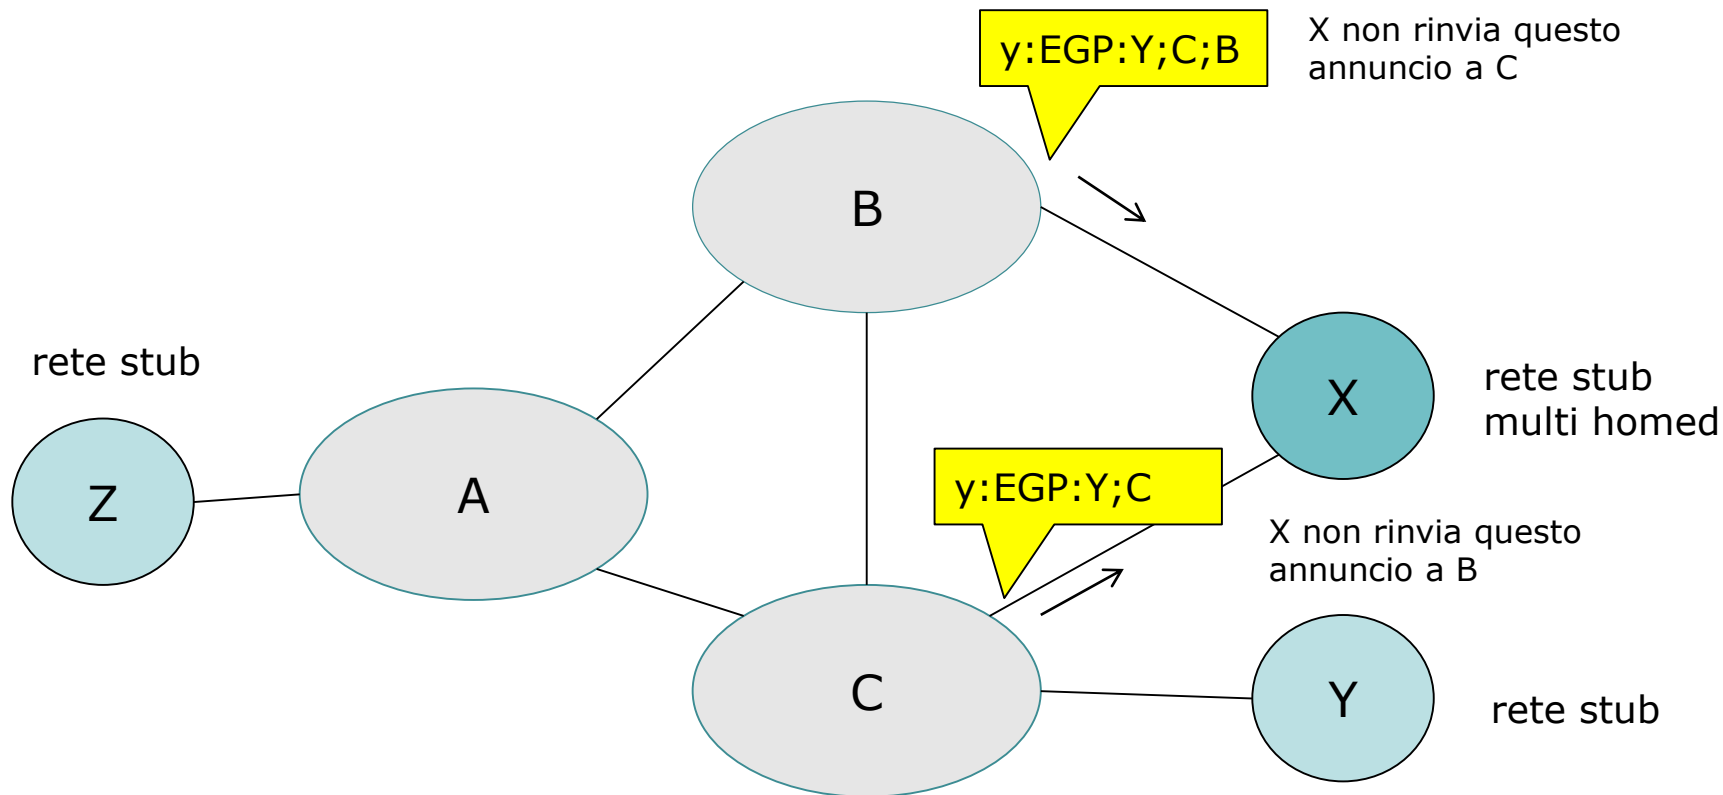 y:EGP:Y;C;B
X non rinvia questo
annuncio a C
B
rete stub
Z
A
X
rete stub
multi homed
y:EGP:Y;C
X non rinvia questo
annuncio a B
C
Y
rete stub